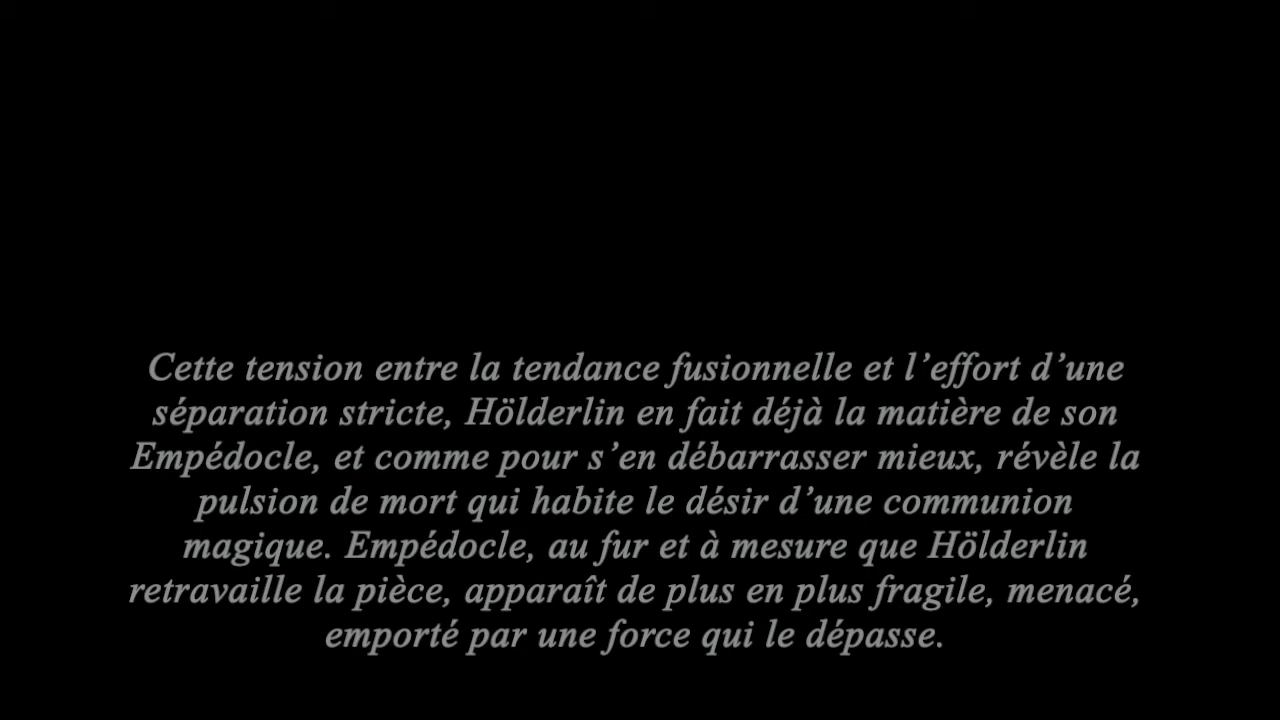 Cette tension entre la tendance fusionnelle et l’effort d’une
séparation stricte, Hölderlin en fait déjà la matière de son
Empédocle, et comme pour s’en débarrasser mieux, révèle la
pulsion de mort qui habite le désir d’une communion
magique. Empédocle, au fur et à mesure que Hölderlin
retravaille la pièce, apparaît de plus en plus fragile, menacé,
emporté par une force qui le dépasse.